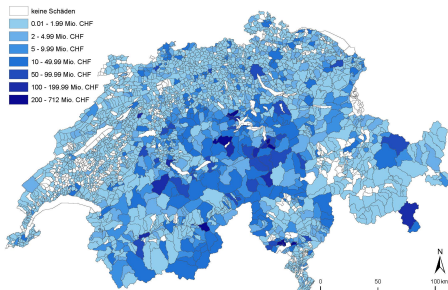 keine Schäden
0.01 - 1.99 Mio. CHF
2 - 4.99 Mio. CHF
5 - 9.99 Mio. CHF
10 - 49.99 Mio. CHF
50 - 99.99 Mio. CHF
100 - 199.99 Mio. CHF
200 - 712 Mio. CHF
N
0 50 100 km